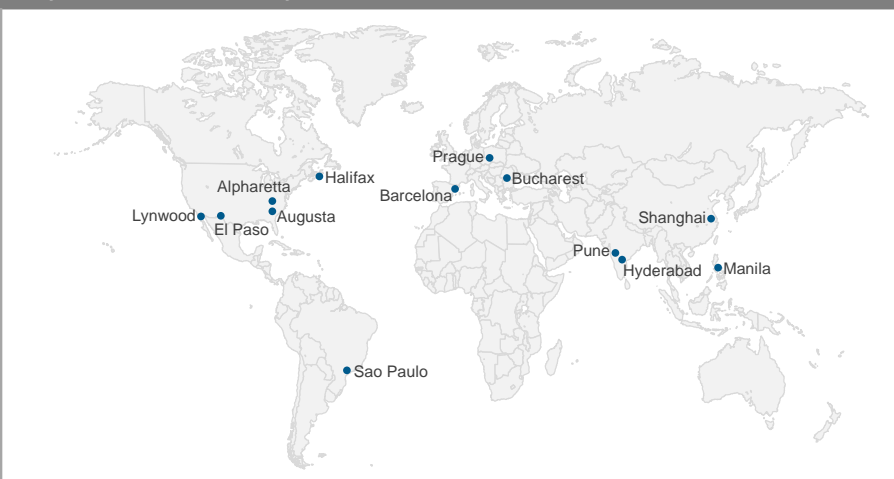 Prague
Halifax
Bucharest
Alpharetta
Barcelona
Lynwood
Augusta
Shanghai
El Paso
Pune
Hyderabad
Manila
Sao Paulo